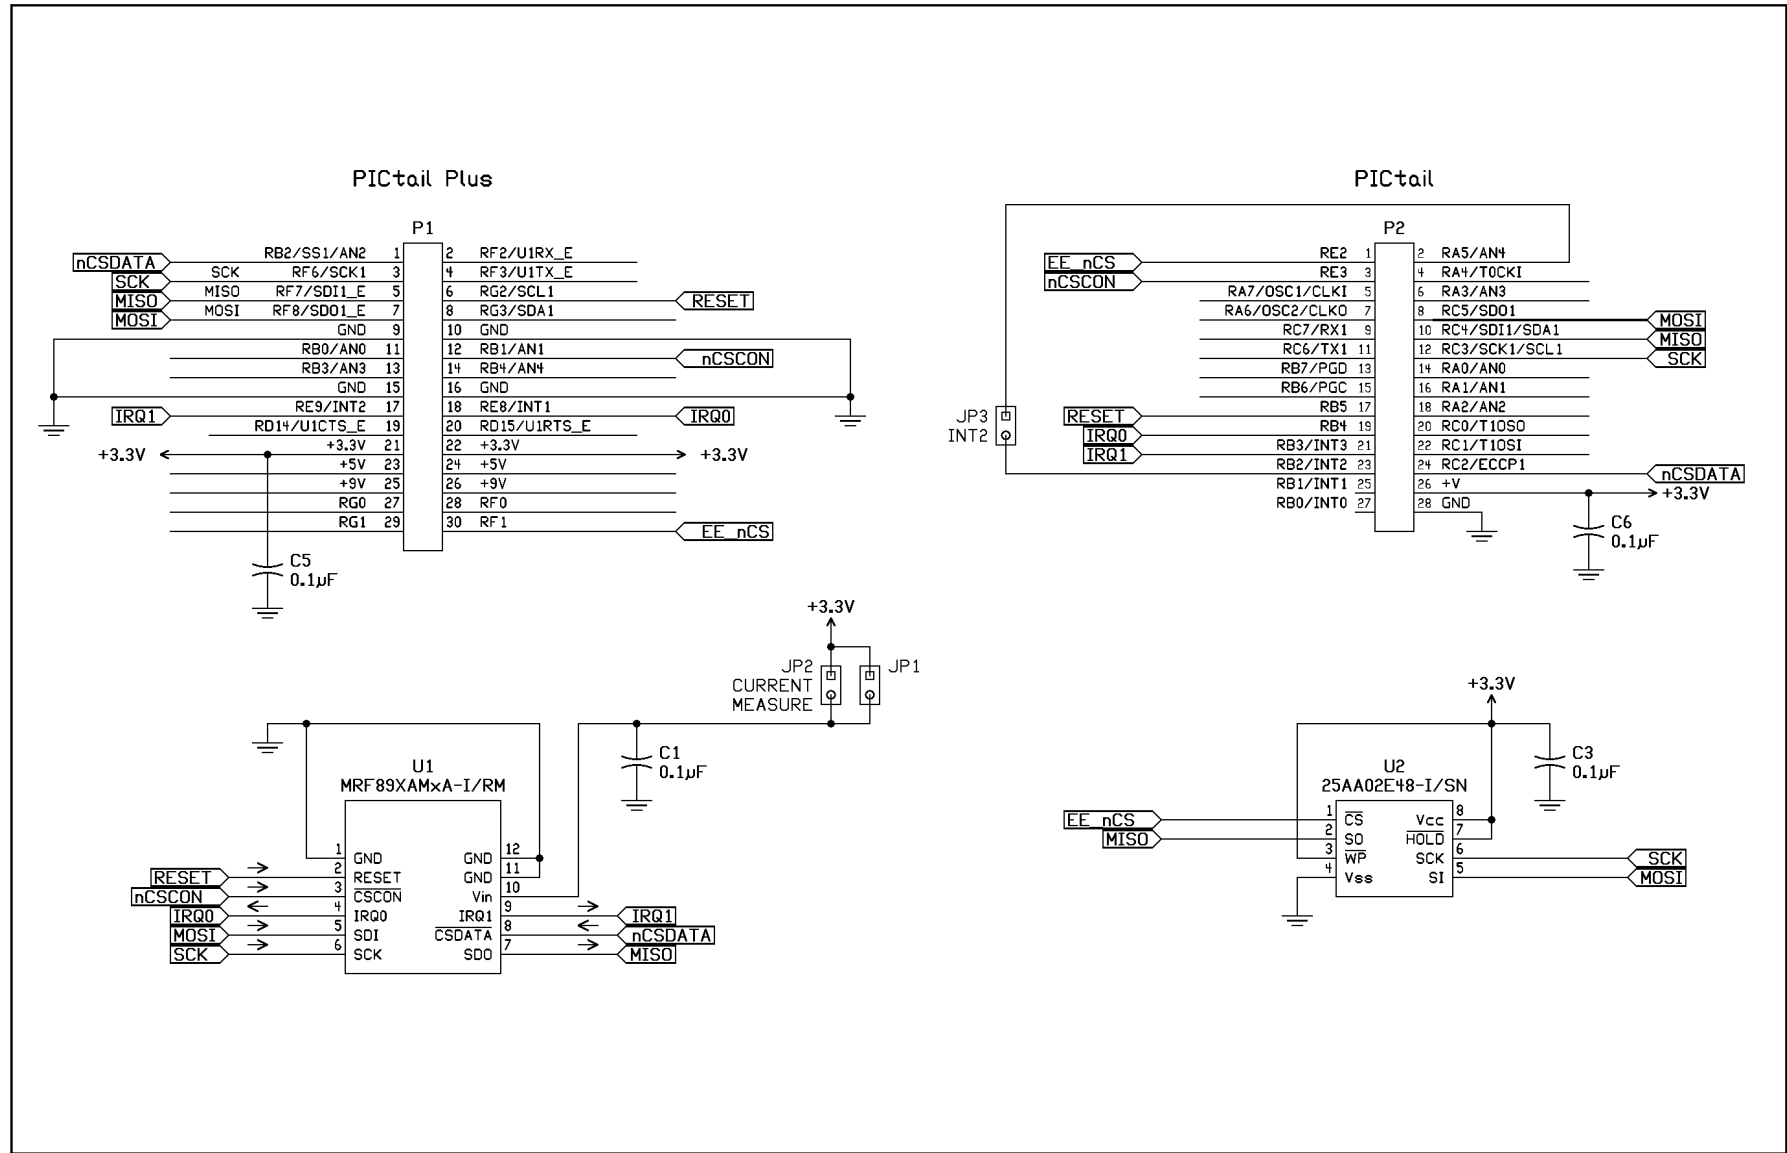 PICtail Plus
P1
nCSDATA RB2/SS1/AN2 1 2 RF2/U1RX_E
SCK SCK RF6/SCK1 3 4 RF3/U1TX_E
MISO MISO RF7/SDI1_E 5 6 RG2/SCL1 RESET
MOSI MOSI RF8/SDO1_E 7 8 RG3/SDA1
GND 9 10 GND
RB0/AN0 11 12 RB1/AN1 nCSCON
RB3/AN3 13 14 RB4/AN4
GND 15 16 GND
IRQ1 RE9/INT2 17 18 RE8/INT1 IRQ0
RD14/U1CTS_E 19 20 RD15/U1RTS_E
+3.3V +3.3V 21 22 +3.3V +3.3V
+5V 23 24 +5V
+9V 25 26 +9V
RG0 27 28 RF0
RG1 29 30 RF1 EE_nCS
C5
0.1µF
PICtail
P2
EE_nCS RE2 1 2 RA5/AN4
nCSCON RE3 3 4 RA4/T0CKI
RA7/OSC1/CLKI 5 6 RA3/AN3
RA6/OSC2/CLKO 7 8 RC5/SDO1 MOSI
RC7/RX1 9 10 RC4/SDI1/SDA1 MISO
RC6/TX1 11 12 RC3/SCK1/SCL1 SCK
RB7/PGD 13 14 RA0/AN0
RB6/PGC 15 16 RA1/AN1
RESET RB5 17 18 RA2/AN2
IRQ0 RB4 19 20 RC0/T1OSO
IRQ1 RB3/INT3 21 22 RC1/T1OSI
RB2/INT2 23 24 RC2/ECCP1 nCSDATA
RB1/INT1 25 26 +V +3.3V
RB0/INT0 27 28 GND
JP3
INT2
C6
0.1µF
+3.3V
JP2 JP1
CURRENT
MEASURE
C1
0.1µF
U1
MRF89XAMxA-I/RM
1 GND GND 12
RESET 2 RESET GND 11
nCSCON 3 CSCON Vin 10
IRQ0 4 IRQ0 IRQ1 9 IRQ1
MOSI 5 SDI CSDATA 8 nCSDATA
SCK 6 SCK SDO 7 MISO
+3.3V
C3
0.1µF
U2
25AA02E48-I/SN
EE_nCS 1 CS Vcc 8
MISO 2 SO HOLD 7
3 WP SCK 6 SCK
4 Vss SI 5 MOSI